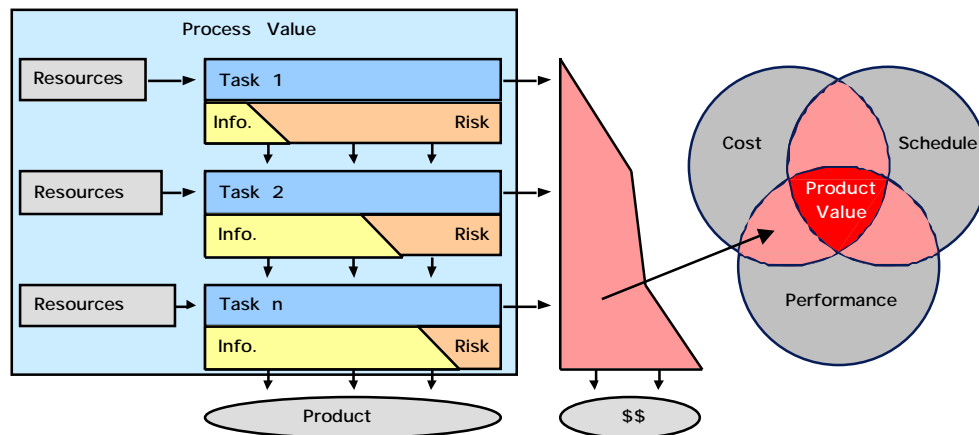 Process Value
Resources
Task 1
Info.
Risk
Resources
Task 2
Info.
Risk
Resources
Task n
Info.
Risk
Product
$$
Cost
Schedule
Product
Value
Performance